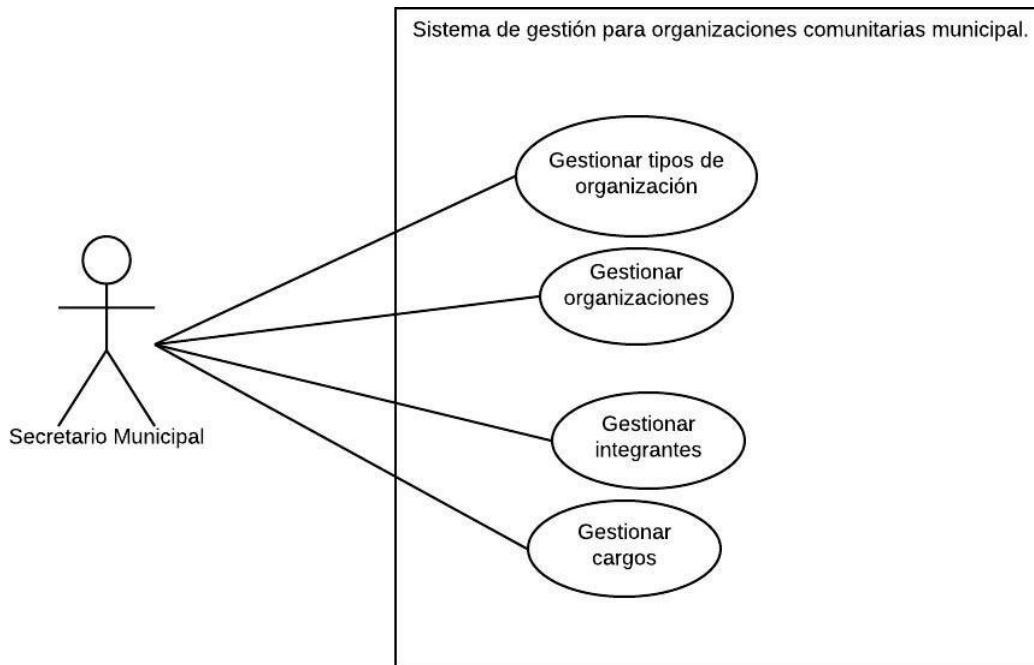 Sistema de gestión para organizaciones comunitarias municipal.
Gestionar tipos de
organización
Gestionar
organizaciones
Secretario Municipal
Gestionar
integrantes
Gestionar
cargos